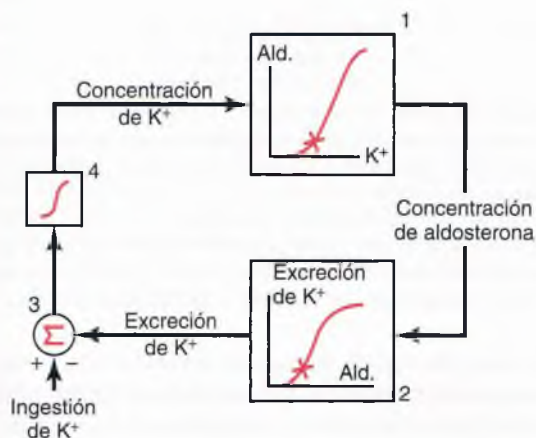 1
Ald.
K+
Concentración
de K+
4
Concentración
de aldosterona
Excreción
de K+
Ald.
2
3
Σ
+ −
Excreción
de K+
Ingestión
de K+